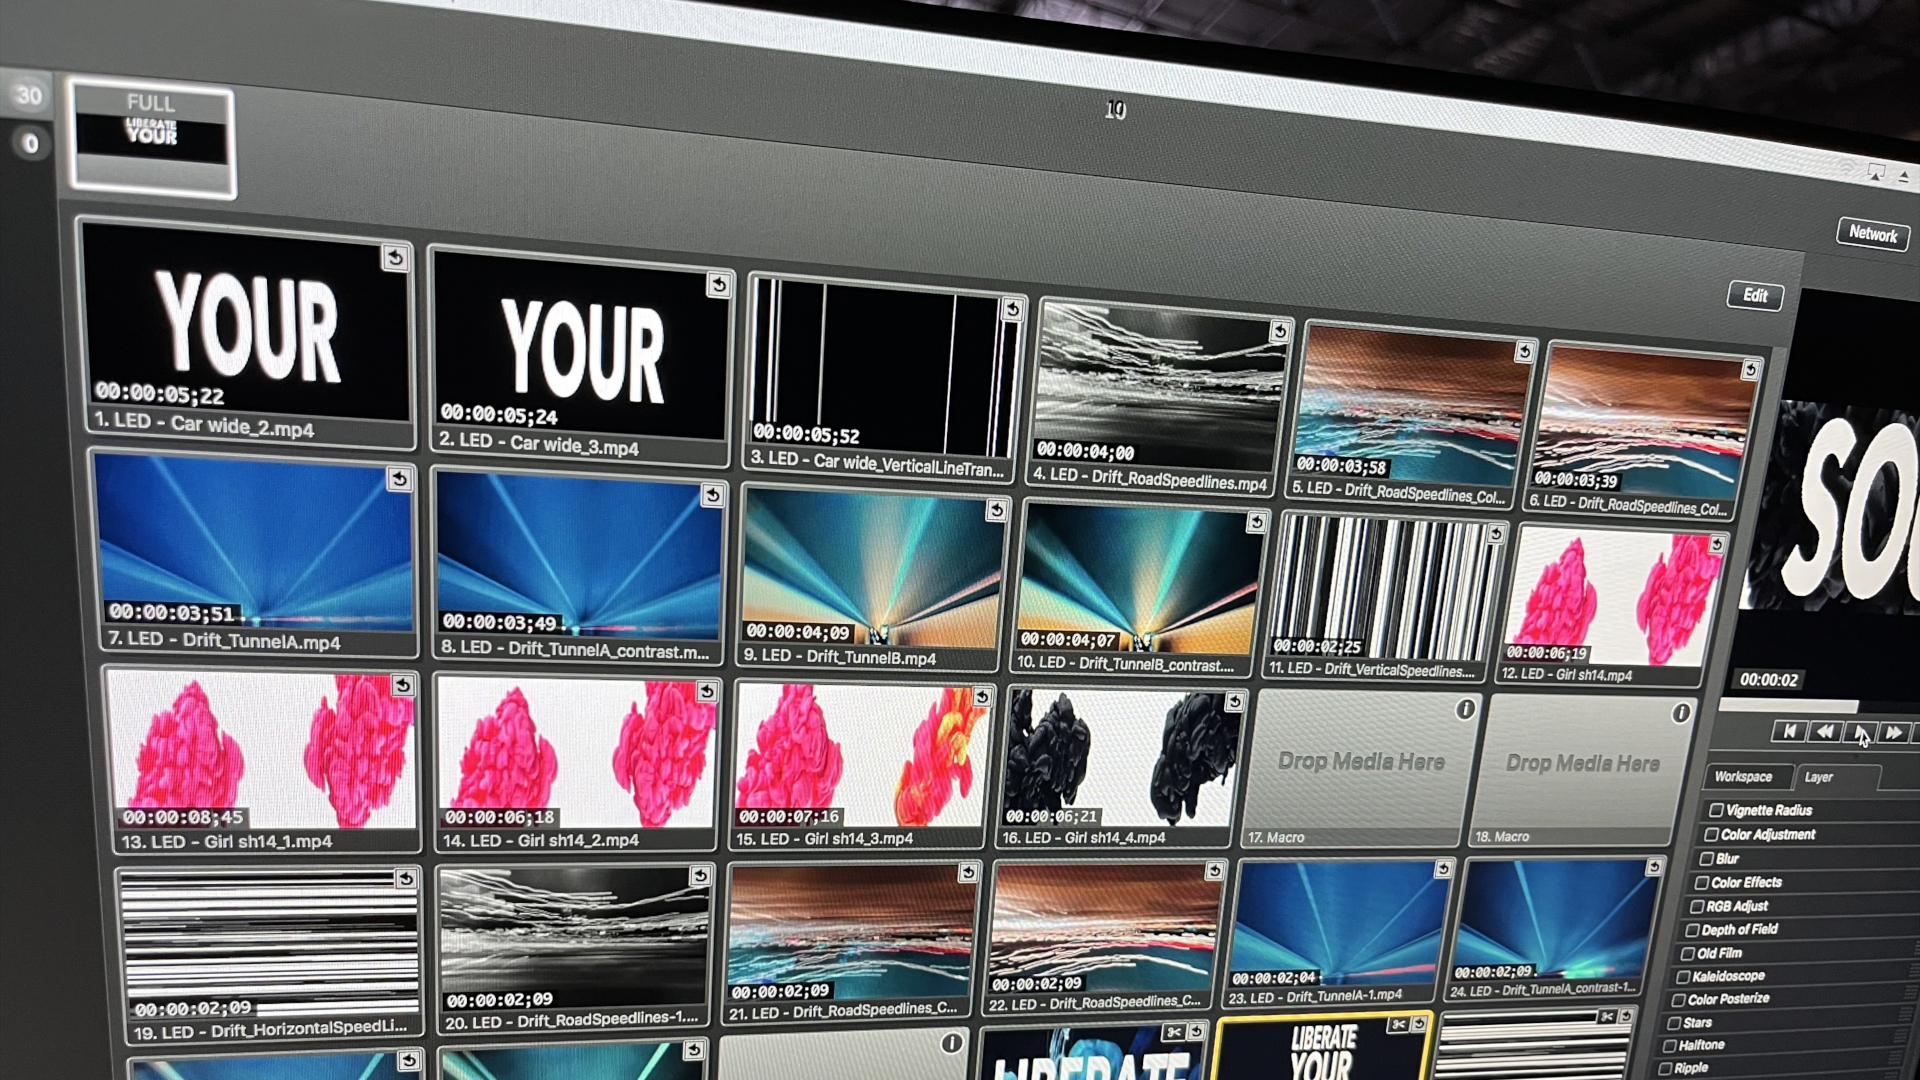 10
30
FULL
LIBERATE
YOUR
0
Network
Edit
YOUR
00:00:05;22
1. LED - Car wide_2.mp4
YOUR
00:00:05;24
2. LED - Car wide_3.mp4
00:00:05;52
3. LED - Car wide_VerticalLineTran...
00:00:04;00
4. LED - Drift_RoadSpeedlines.mp4
00:00:03;58
5. LED - Drift_RoadSpeedlines_Col...
00:00:03;39
6. LED - Drift_RoadSpeedlines_Col...
00:00:03;51
7. LED - Drift_TunnelA.mp4
00:00:03;49
8. LED - Drift_TunnelA_contrast.m...
00:00:04;09
9. LED - Drift_TunnelB.mp4
00:00:04;07
10. LED - Drift_TunnelB_contrast....
00:00:02;25
11. LED - Drift_VerticalSpeedlines....
00:00:06;19
12. LED - Girl sh14.mp4
00:00:08;45
13. LED - Girl sh14_1.mp4
00:00:06;18
14. LED - Girl sh14_2.mp4
00:00:07;16
15. LED - Girl sh14_3.mp4
00:00:06;21
16. LED - Girl sh14_4.mp4
Drop Media Here
17. Macro
Drop Media Here
18. Macro
00:00:02;09
19. LED - Drift_HorizontalSpeedLi...
00:00:02;09
20. LED - Drift_RoadSpeedlines-1....
00:00:02;09
21. LED - Drift_RoadSpeedlines_C...
00:00:02;09
22. LED - Drift_RoadSpeedlines_C...
00:00:02;04
23. LED - Drift_TunnelA-1.mp4
00:00:02;09
24. LED - Drift_TunnelA_contrast-1...
LIBERATE
LIBERATE
YOUR
SO
00:00:02
Workspace
Layer
Vignette Radius
Color Adjustment
Blur
Color Effects
RGB Adjust
Depth of Field
Old Film
Kaleidoscope
Color Posterize
Stars
Halftone
Ripple